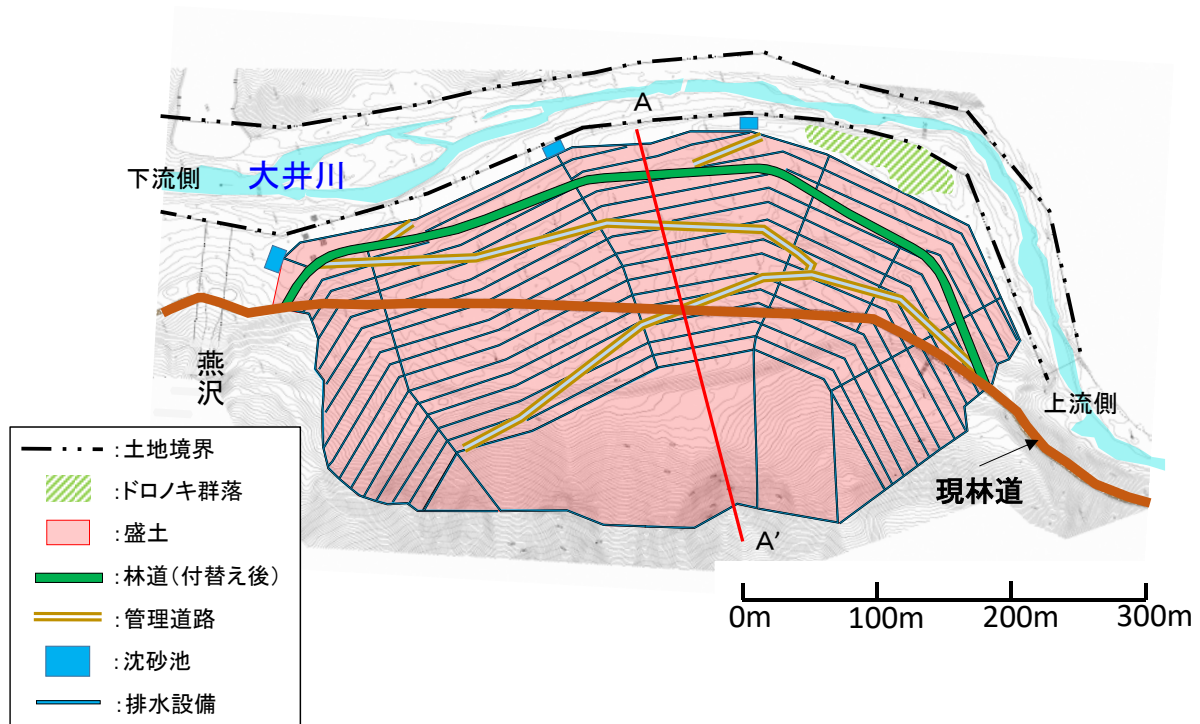 A
下流側
大井川
燕沢
上流側
現林道
A'
:土地境界
:ドロノキ群落
:盛土
:林道(付替え後)
:管理道路
:沈砂池
:排水設備
0m 100m 200m 300m